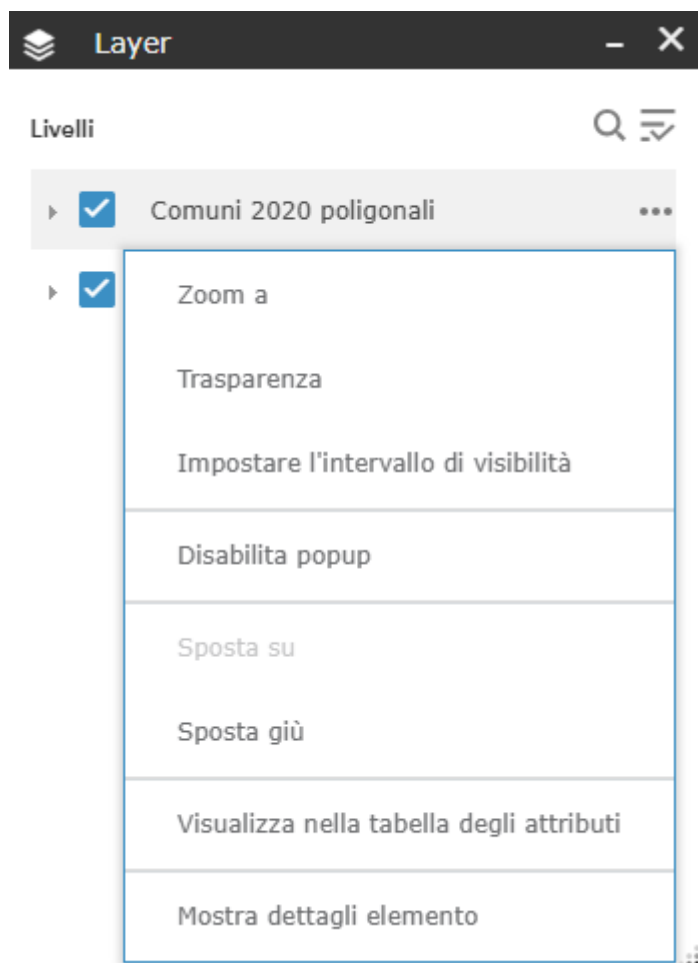 Layer
Livelli
Comuni 2020 poligonali
Zoom a
Trasparenza
Impostare l'intervallo di visibilità
Disabilita popup
Sposta su
Sposta giù
Visualizza nella tabella degli attributi
Mostra dettagli elemento